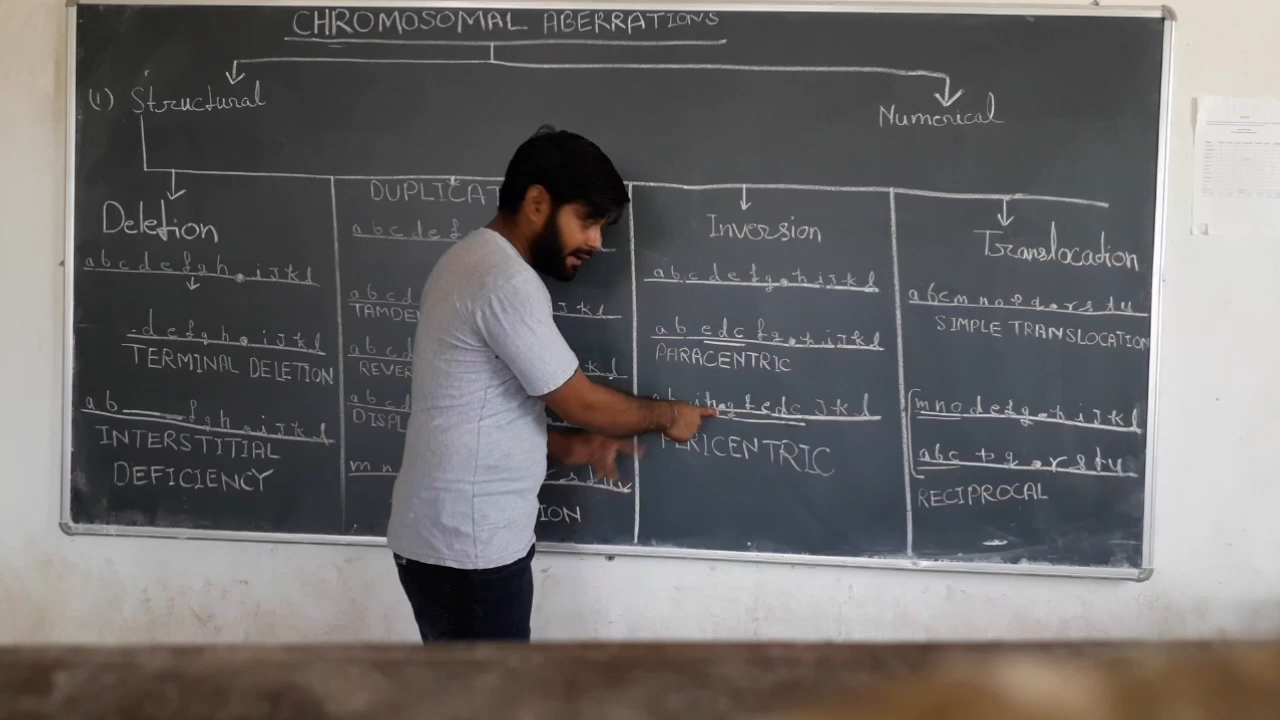 CHROMOSOMAL ABERRATIONS
(1) Structural
Numerical
Deletion
a b c d e f g h . i J k l
. d e f g h . i J k l
TERMINAL DELETION
a b f g h . i J k l
INTERSTITIAL
DEFICIENCY
DUPLICAT
a b c d e f
a b c d
i J k l
TAMDE
a b c d
k l
REVER
a b c d
DISPL
m n
r s t u v
ION
Inversion
a b c d e f g . h i J k l
a b e d c f g . h i J k l
PARACENTRIC
i h . g f e d c J k l
PERICENTRIC
Translocation
a b c m n o p q . r s t u
SIMPLE TRANSLOCATION
m n o d e f g . h i J k l
a b c p q . r s t u
RECIPROCAL